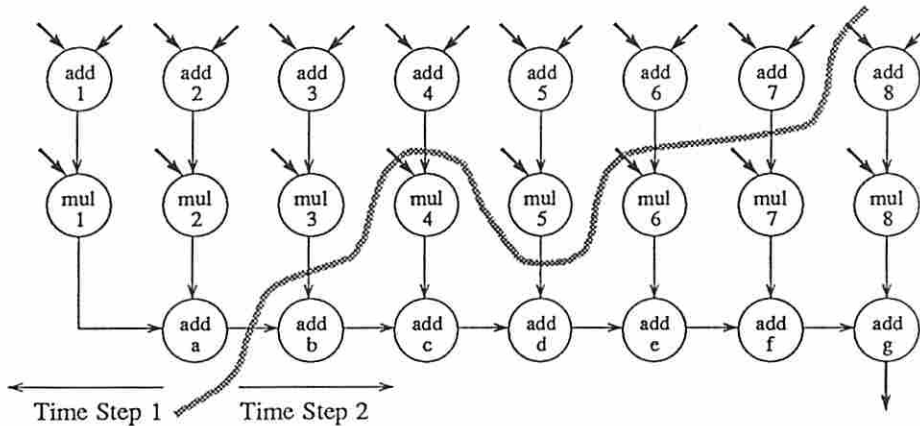 add add add add add add add add
1 2 3 4 5 6 7 8
mul mul mul mul mul mul mul mul
1 2 3 4 5 6 7 8
add add add add add add add
a b c d e f g
Time Step 1 Time Step 2